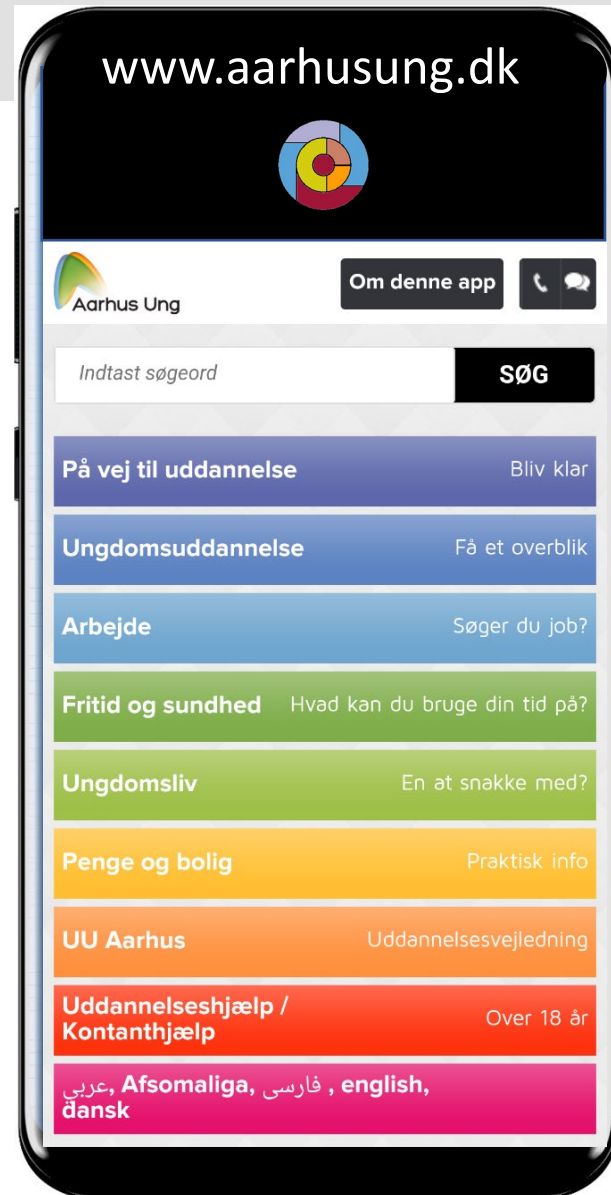 www.aarhusung.dk
Aarhus Ung
Om denne app
Indtast søgeord
SØG
På vej til uddannelse Bliv klar
Ungdomsuddannelse Få et overblik
Arbejde Søger du job?
Fritid og sundhed Hvad kan du bruge din tid på?
Ungdomsliv En at snakke med?
Penge og bolig Praktisk info
UU Aarhus Uddannelsesvejledning
Uddannelseshjælp / Over 18 år
Kontanthjælp
عربي, Afsomaliga, فارسی , english,
dansk